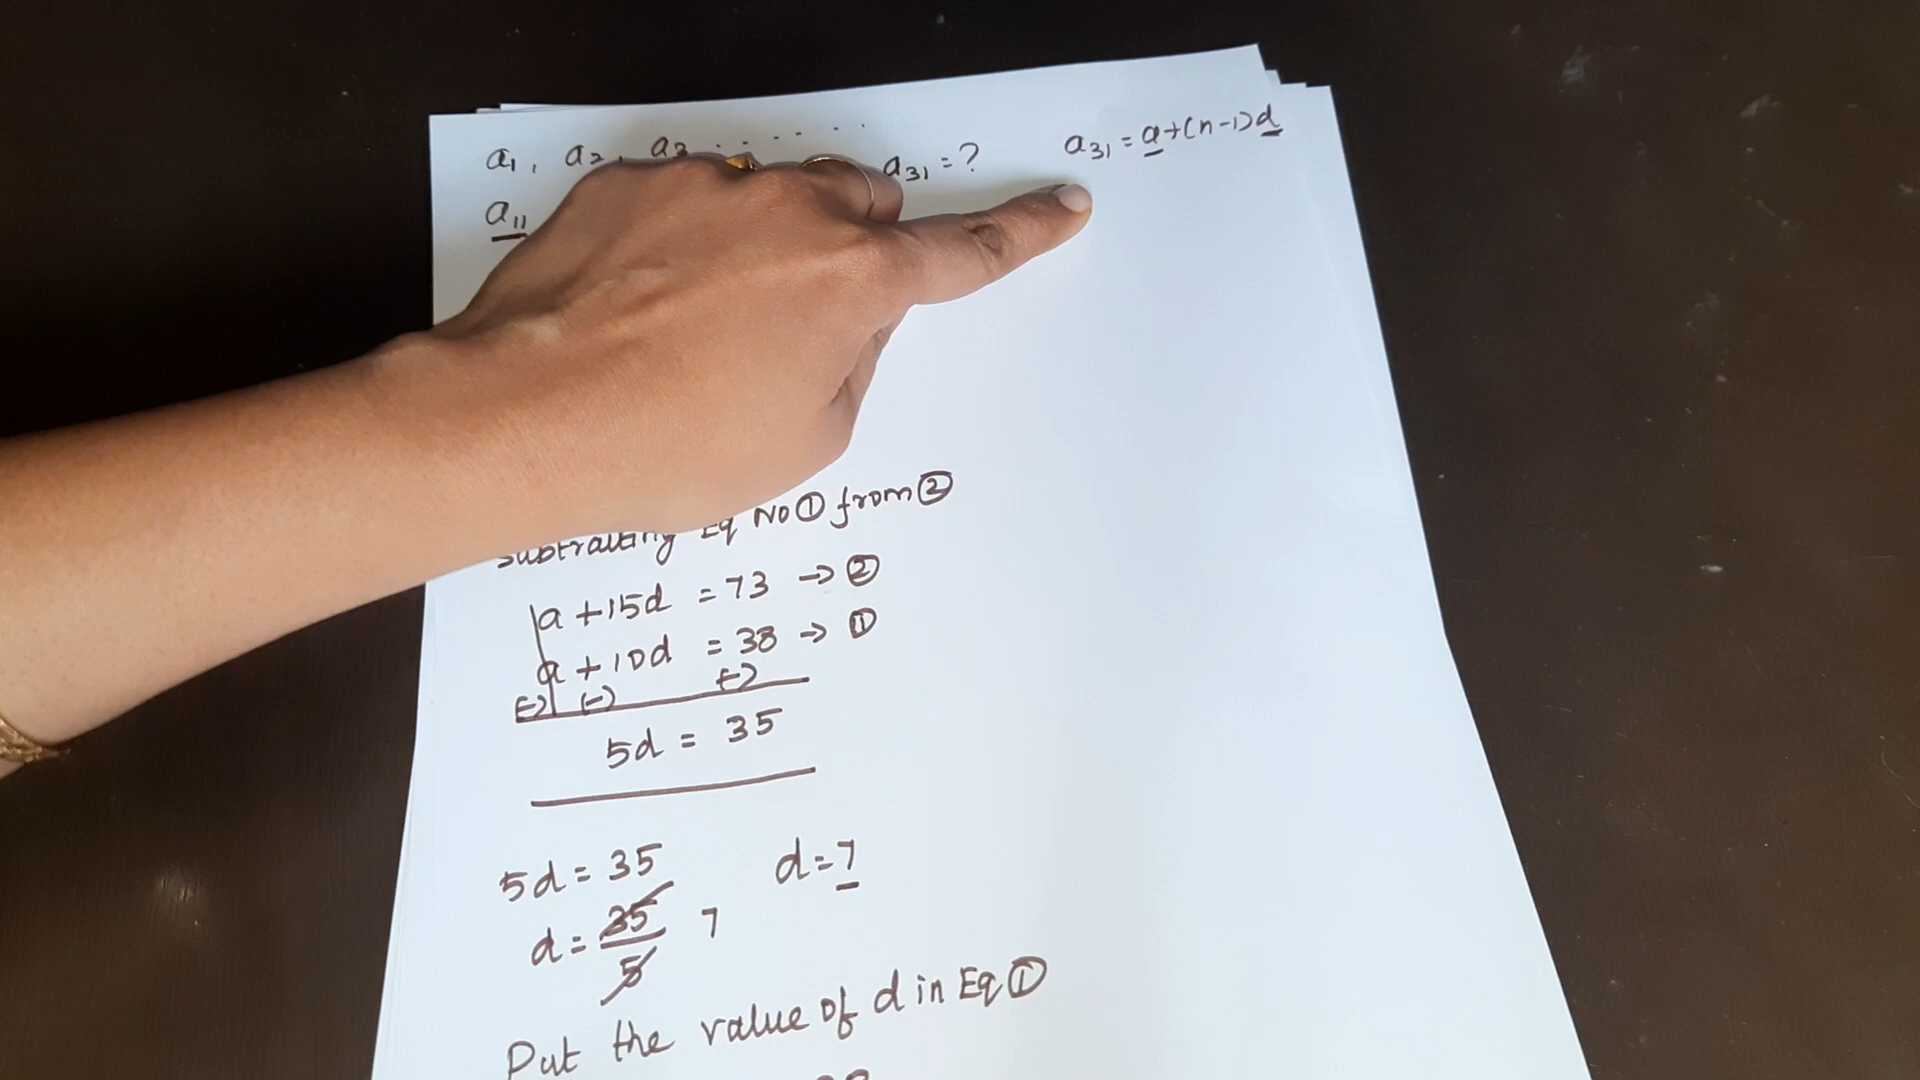 a₁, a₂, a₃ . . . . . . a₃₁ = ? a₃₁ = a+(n-1)d
a₁₁
Subtracting Eq No ① from ②
a + 15d = 73 → ②
a + 10d = 38 → ①
(-) (-) (-)
5d = 35
5d = 35 d = 7
d = 35/5 7
Put the value of d in Eq ①